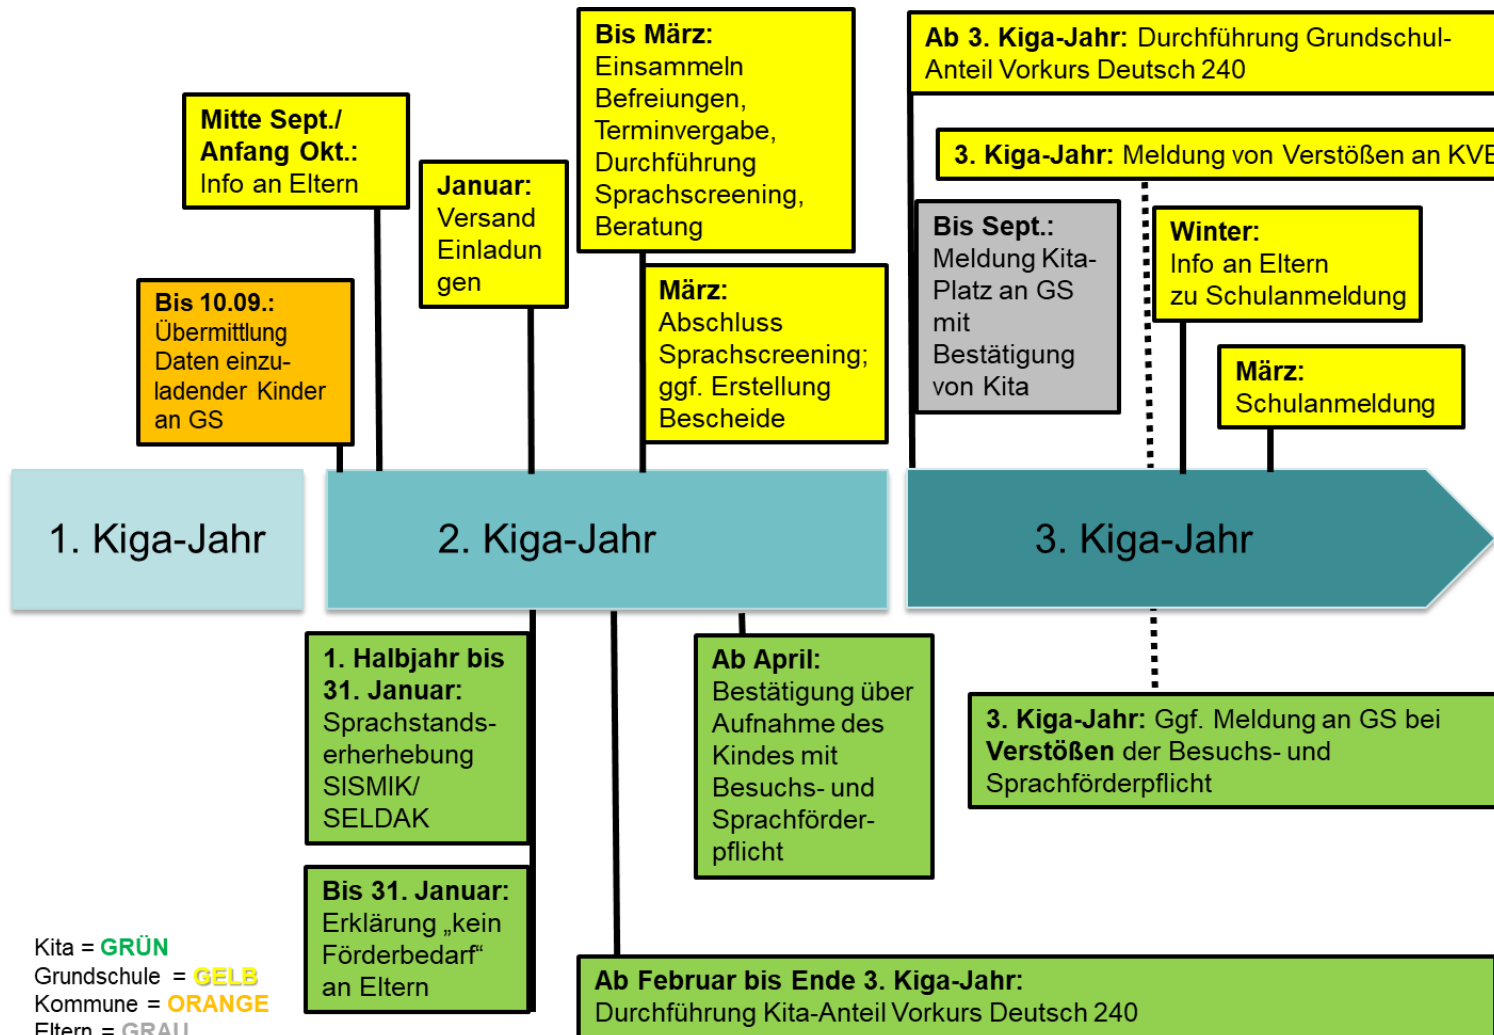 Bis März:
Einsammeln
Befreiungen,
Terminvergabe,
Durchführung
Sprachscreening,
Beratung
Ab 3. Kiga-Jahr: Durchführung Grundschul-
Anteil Vorkurs Deutsch 240
Mitte Sept./
Anfang Okt.:
Info an Eltern
3. Kiga-Jahr: Meldung von Verstößen an KVB
Januar:
Versand
Einladun
gen
Bis Sept.:
Meldung Kita-
Platz an GS
mit
Bestätigung
von Kita
Winter:
Info an Eltern
zu Schulanmeldung
Bis 10.09.:
Übermittlung
Daten einzu-
ladender Kinder
an GS
März:
Abschluss
Sprachscreening;
ggf. Erstellung
Bescheide
März:
Schulanmeldung
1. Kiga-Jahr
2. Kiga-Jahr
3. Kiga-Jahr
1. Halbjahr bis
31. Januar:
Sprachstands-
erherhebung
SISMIK/
SELDAK
Ab April:
Bestätigung über
Aufnahme des
Kindes mit
Besuchs- und
Sprachförder-
pflicht
3. Kiga-Jahr: Ggf. Meldung an GS bei
Verstößen der Besuchs- und
Sprachförderpflicht
Bis 31. Januar:
Erklärung „kein
Förderbedarf“
an Eltern
Ab Februar bis Ende 3. Kiga-Jahr:
Durchführung Kita-Anteil Vorkurs Deutsch 240
Kita = GRÜN
Grundschule = GELB
Kommune = ORANGE
Eltern = GRAU